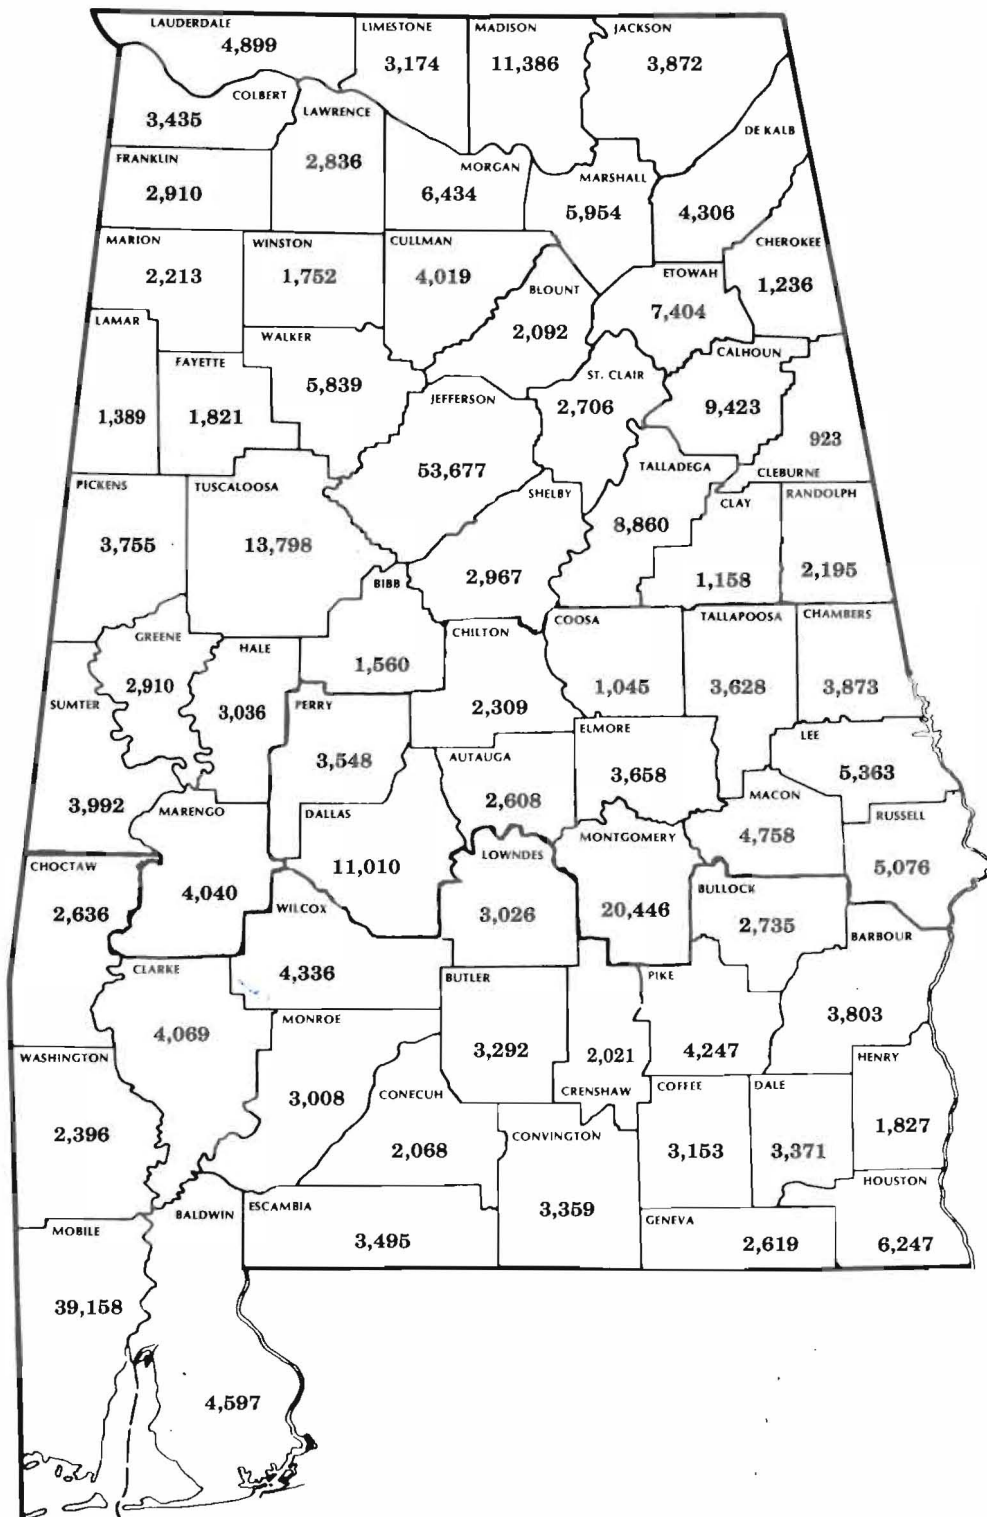 LAUDERDALE
4,899
LIMESTONE
3,174
MADISON
11,386
JACKSON
3,872
COLBERT
3,435
LAWRENCE
2,836
DE KALB
4,306
FRANKLIN
2,910
MORGAN
6,434
MARSHALL
5,954
MARION
2,213
WINSTON
1,752
CULLMAN
4,019
CHEROKEE
1,236
BLOUNT
2,092
ETOWAH
7,404
LAMAR
1,389
FAYETTE
1,821
WALKER
5,839
JEFFERSON
53,677
ST. CLAIR
2,706
CALHOUN
9,423
923
CLEBURNE
PICKENS
3,755
TUSCALOOSA
13,798
SHELBY
2,967
TALLADEGA
8,860
CLAY
1,158
RANDOLPH
2,195
BIBB
1,560
GREENE
2,910
HALE
3,036
CHILTON
2,309
COOSA
1,045
TALLAPOOSA
3,628
CHAMBERS
3,873
SUMTER
3,992
PERRY
3,548
AUTAUGA
2,608
ELMORE
3,658
LEE
5,363
MARENGO
4,040
DALLAS
11,010
LOWNDES
3,026
MONTGOMERY
20,446
MACON
4,758
RUSSELL
5,076
CHOCTAW
2,636
WILCOX
4,336
BULLOCK
2,735
BARBOUR
3,803
CLARKE
4,069
BUTLER
3,292
PIKE
4,247
WASHINGTON
2,396
MONROE
3,008
CONECUH
2,068
2,021
CRENSHAW
COFFEE
3,153
DALE
3,371
HENRY
1,827
CONVINGTON
3,359
HOUSTON
6,247
MOBILE
39,158
BALDWIN
4,597
ESCAMBIA
3,495
GENEVA
2,619